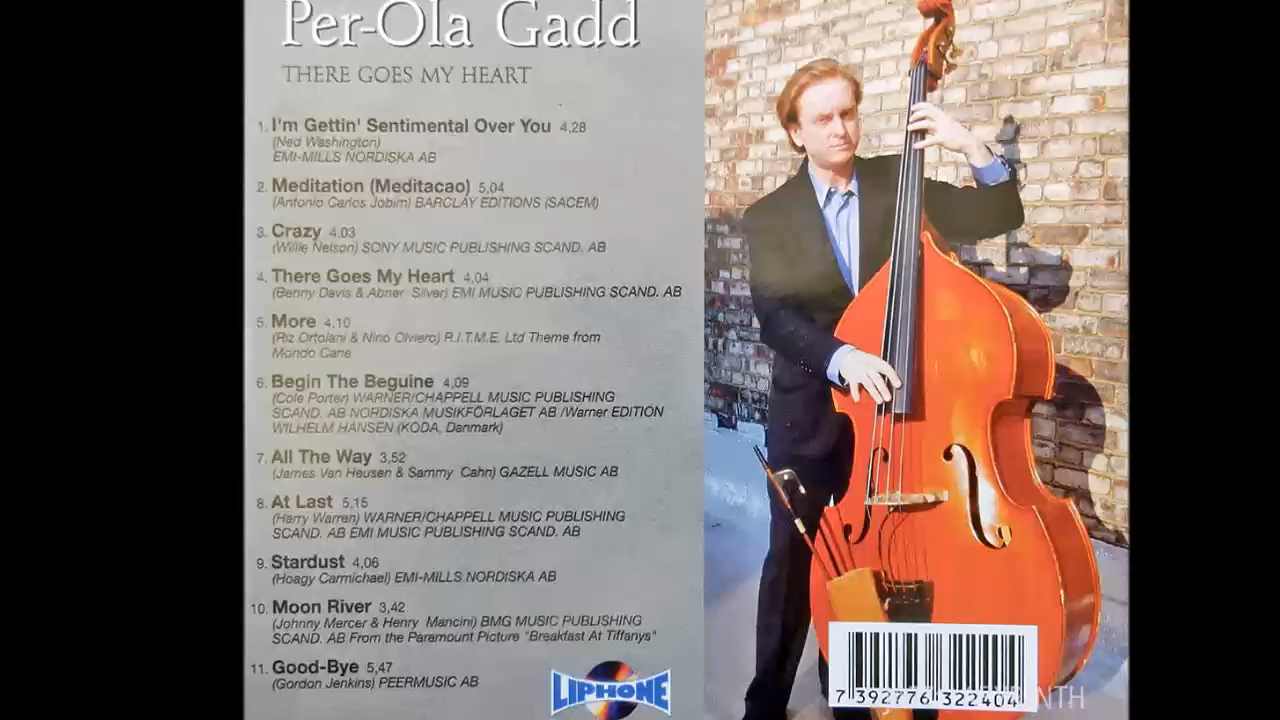 Per-Ola Gadd
THERE GOES MY HEART
1. I'm Gettin' Sentimental Over You 4,28
(Ned Washington)
EMI-MILLS NORDISKA AB
2. Meditation (Meditacao) 5,04
(Antonio Carlos Jobim) BARCLAY EDITIONS (SACEM)
3. Crazy 4.03
(Willie Nelson) SONY MUSIC PUBLISHING SCAND. AB
4. There Goes My Heart 4,04
(Benny Davis & Abner Silver) EMI MUSIC PUBLISHING SCAND. AB
5. More 4,10
(Riz Ortolani & Nino Olviero) R.I.T.M.E. Ltd Theme from
Mondo Cane
6. Begin The Beguine 4,09
(Cole Porter) WARNER/CHAPPELL MUSIC PUBLISHING
SCAND. AB NORDISKA MUSIKFÖRLAGET AB /Warner EDITION
WILHELM HANSEN (KODA, Danmark)
7. All The Way 3,52
(James Van Heusen & Sammy Cahn) GAZELL MUSIC AB
8. At Last 5,15
(Harry Warren) WARNER/CHAPPELL MUSIC PUBLISHING
SCAND. AB EMI MUSIC PUBLISHING SCAND. AB
9. Stardust 4,06
(Hoagy Carmichael) EMI-MILLS NORDISKA AB
10. Moon River 3,42
(Johnny Mercer & Henry Mancini) BMG MUSIC PUBLISHING
SCAND. AB From the Paramount Picture "Breakfast At Tiffanys"
11. Good-Bye 5,47
(Gordon Jenkins) PEERMUSIC AB
LIPHONE
7 392776 322404